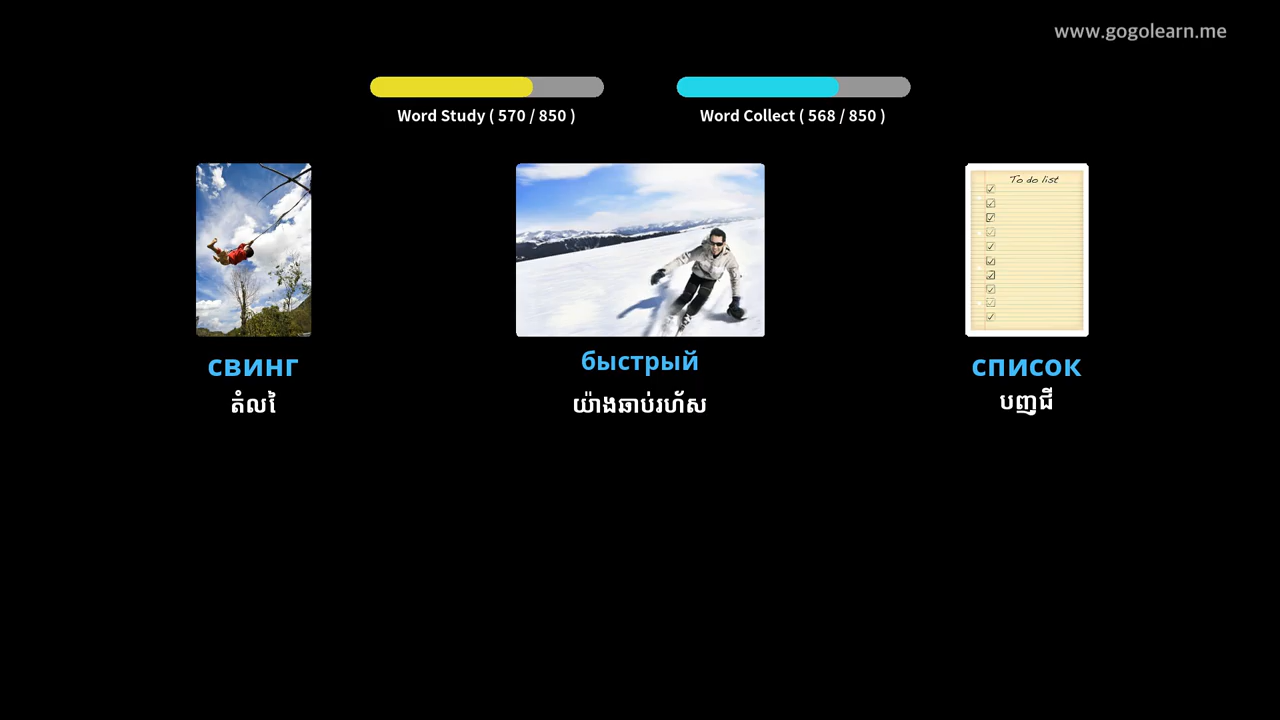 www.gogolearn.me
Word Study ( 570 / 850 )
Word Collect ( 568 / 850 )
To do list
свинг
быстрый
список
តំលៃ
យ៉ាងឆាប់រហ័ស
បញ្ជី